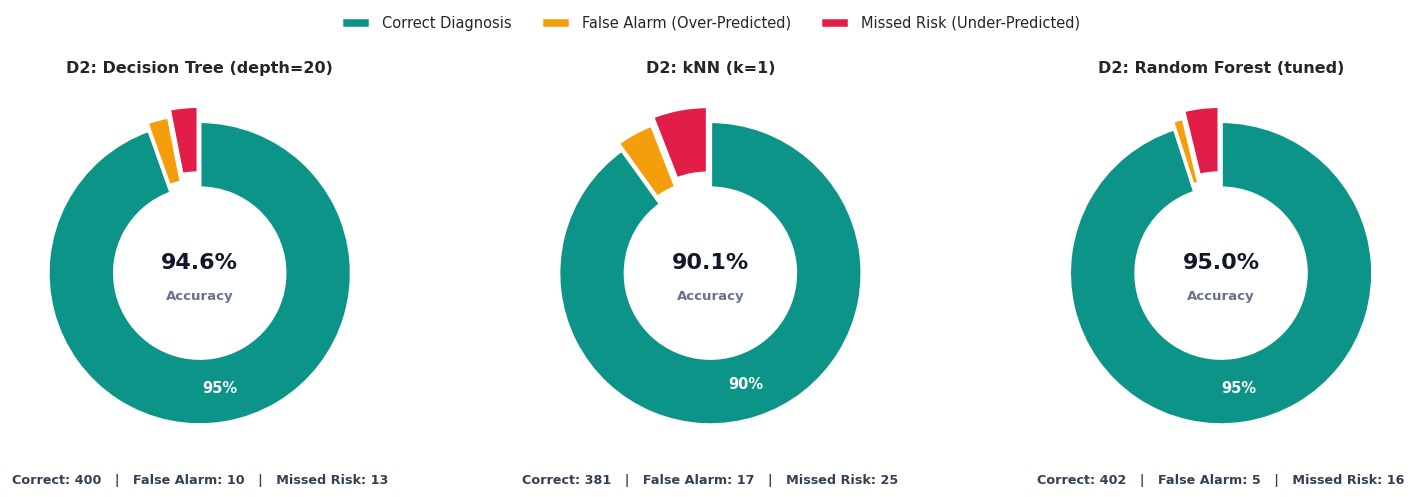 Correct Diagnosis   False Alarm (Over-Predicted)   Missed Risk (Under-Predicted)
D2: Decision Tree (depth=20)   D2: kNN (k=1)   D2: Random Forest (tuned)
94.6%   90.1%   95.0%
Accuracy   Accuracy   Accuracy
95%   90%   95%
Correct: 400 | False Alarm: 10 | Missed Risk: 13   Correct: 381 | False Alarm: 17 | Missed Risk: 25   Correct: 402 | False Alarm: 5 | Missed Risk: 16